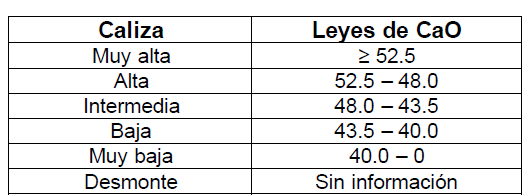 Caliza Leyes de CaO
Muy alta ≥ 52.5
Alta 52.5 – 48.0
Intermedia 48.0 – 43.5
Baja 43.5 – 40.0
Muy baja 40.0 – 0
Desmonte Sin información